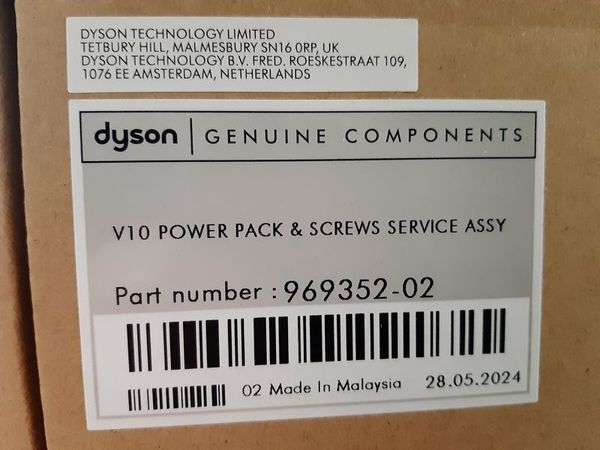 DYSON TECHNOLOGY LIMITED
TETBURY HILL, MALMESBURY SN16 0RP, UK
DYSON TECHNOLOGY B.V. FRED. ROESKESTRAAT 109,
1076 EE AMSTERDAM, NETHERLANDS
dyson GENUINE COMPONENTS
V10 POWER PACK & SCREWS SERVICE ASSY
Part number : 969352-02
02 Made In Malaysia 28.05.2024